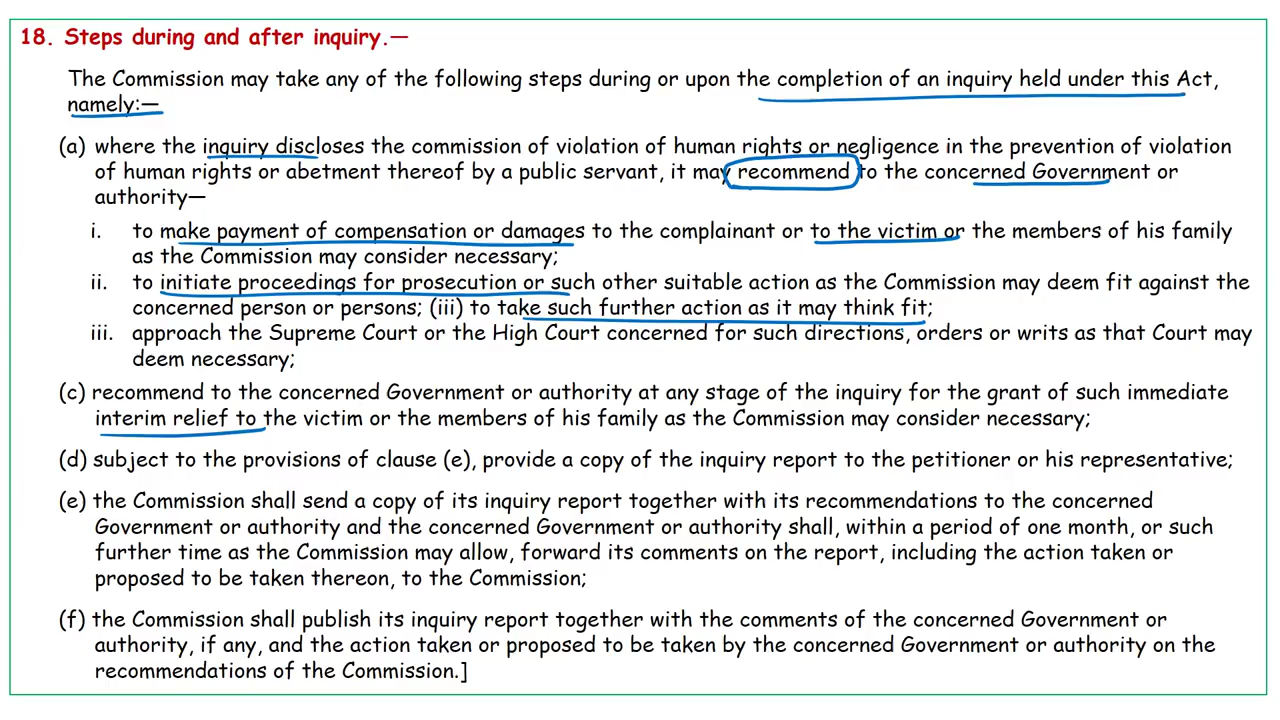 18. Steps during and after inquiry.—
The Commission may take any of the following steps during or upon the completion of an inquiry held under this Act,
namely:—
(a) where the inquiry discloses the commission of violation of human rights or negligence in the prevention of violation
of human rights or abetment thereof by a public servant, it may recommend to the concerned Government or
authority—
i. to make payment of compensation or damages to the complainant or to the victim or the members of his family
as the Commission may consider necessary;
ii. to initiate proceedings for prosecution or such other suitable action as the Commission may deem fit against the
concerned person or persons; (iii) to take such further action as it may think fit;
iii. approach the Supreme Court or the High Court concerned for such directions, orders or writs as that Court may
deem necessary;
(c) recommend to the concerned Government or authority at any stage of the inquiry for the grant of such immediate
interim relief to the victim or the members of his family as the Commission may consider necessary;
(d) subject to the provisions of clause (e), provide a copy of the inquiry report to the petitioner or his representative;
(e) the Commission shall send a copy of its inquiry report together with its recommendations to the concerned
Government or authority and the concerned Government or authority shall, within a period of one month, or such
further time as the Commission may allow, forward its comments on the report, including the action taken or
proposed to be taken thereon, to the Commission;
(f) the Commission shall publish its inquiry report together with the comments of the concerned Government or
authority, if any, and the action taken or proposed to be taken by the concerned Government or authority on the
recommendations of the Commission.]